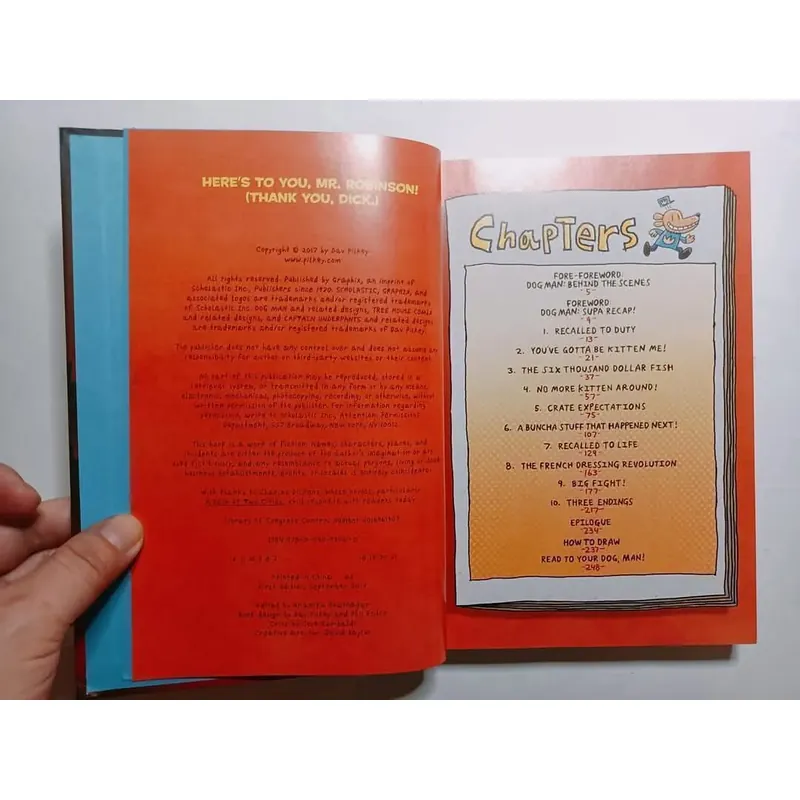 HERE'S TO YOU, MR. ROBINSON!
(THANK YOU, DICK.)
Copyright © 2017 by Dav Pilkey
www.pilkey.com
All rights reserved. Published by Graphix, an imprint of
Scholastic Inc., Publishers since 1920. SCHOLASTIC, GRAPHIX, and
associated logos are trademarks and/or registered trademarks
of Scholastic Inc. DOG MAN and related designs, TREE HOUSE COMIX
and related designs, and CAPTAIN UNDERPANTS and related designs
are trademarks and/or registered trademarks of Dav Pilkey.
The publisher does not have any control over and does not assume any
responsibility for author or third-party websites or their content.
No part of this publication may be reproduced, stored in a
retrieval system, or transmitted in any form or by any means,
electronic, mechanical, photocopying, recording, or otherwise, without
written permission of the publisher. For information regarding
permission, write to Scholastic Inc., Attention: Permissions
Department, 557 Broadway, New York, NY 10012.
This book is a work of fiction. Names, characters, places, and
incidents are either the product of the author's imagination or are
used fictitiously, and any resemblance to actual persons, living or dead,
business establishments, events, or locales is entirely coincidental.
Chapters
FORE-FOREWORD:
DOG MAN: BEHIND THE SCENES
-5-
FOREWORD:
DOG MAN: SUPA RECAP!
-9-
1. RECALLED TO DUTY
-13-
2. YOU'VE GOTTA BE KITTEN ME!
-21-
3. THE SIX THOUSAND DOLLAR FISH
-37-
4. NO MORE KITTEN AROUND!
-57-
5. CRATE EXPECTATIONS
-75-
6. A BUNCHA STUFF THAT HAPPENED NEXT!
-107-
7. RECALLED TO LIFE
-129-
8. THE FRENCH DRESSING REVOLUTION
-163-
9. BIG FIGHT!
-177-
10. THREE ENDINGS
-217-
EPILOGUE
-234-
HOW TO DRAW
-237-
READ TO YOUR DOG, MAN!
-248-